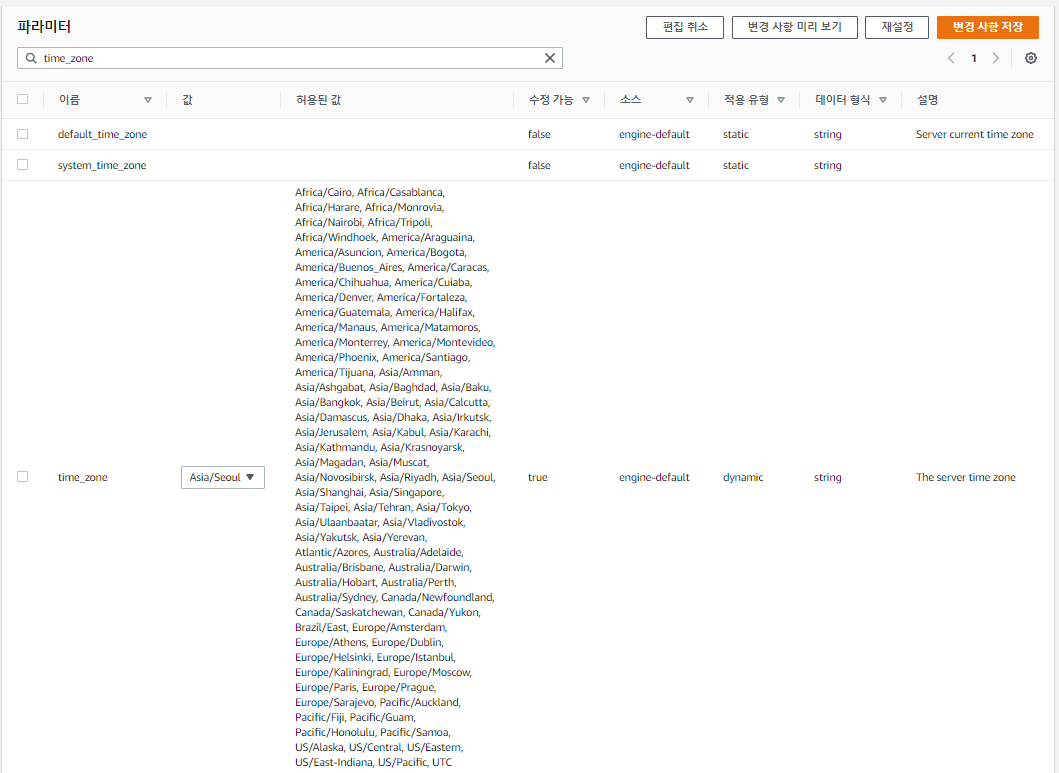 파라미터
편집 취소
변경 사항 미리 보기
재설정
변경 사항 저장
time_zone
1
이름
값
허용된 값
수정 가능
소스
적용 유형
데이터 형식
설명
default_time_zone
false
engine-default
static
string
Server current time zone
system_time_zone
false
engine-default
static
string
time_zone
Asia/Seoul
Africa/Cairo, Africa/Casablanca,
Africa/Harare, Africa/Monrovia,
Africa/Nairobi, Africa/Tripoli,
Africa/Windhoek, America/Araguaina,
America/Asuncion, America/Bogota,
America/Buenos_Aires, America/Caracas,
America/Chihuahua, America/Cuiaba,
America/Denver, America/Fortaleza,
America/Guatemala, America/Halifax,
America/Manaus, America/Matamoros,
America/Monterrey, America/Montevideo,
America/Phoenix, America/Santiago,
America/Tijuana, Asia/Amman,
Asia/Ashgabat, Asia/Baghdad, Asia/Baku,
Asia/Bangkok, Asia/Beirut, Asia/Calcutta,
Asia/Damascus, Asia/Dhaka, Asia/Irkutsk,
Asia/Jerusalem, Asia/Kabul, Asia/Karachi,
Asia/Kathmandu, Asia/Krasnoyarsk,
Asia/Magadan, Asia/Muscat,
Asia/Novosibirsk, Asia/Riyadh, Asia/Seoul,
Asia/Shanghai, Asia/Singapore,
Asia/Taipei, Asia/Tehran, Asia/Tokyo,
Asia/Ulaanbaatar, Asia/Vladivostok,
Asia/Yakutsk, Asia/Yerevan,
Atlantic/Azores, Australia/Adelaide,
Australia/Brisbane, Australia/Darwin,
Australia/Hobart, Australia/Perth,
Australia/Sydney, Canada/Newfoundland,
Canada/Saskatchewan, Canada/Yukon,
Brazil/East, Europe/Amsterdam,
Europe/Athens, Europe/Dublin,
Europe/Helsinki, Europe/Istanbul,
Europe/Kaliningrad, Europe/Moscow,
Europe/Paris, Europe/Prague,
Europe/Sarajevo, Pacific/Auckland,
Pacific/Fiji, Pacific/Guam,
Pacific/Honolulu, Pacific/Samoa,
US/Alaska, US/Central, US/Eastern,
US/East-Indiana, US/Pacific, UTC
true
engine-default
dynamic
string
The server time zone